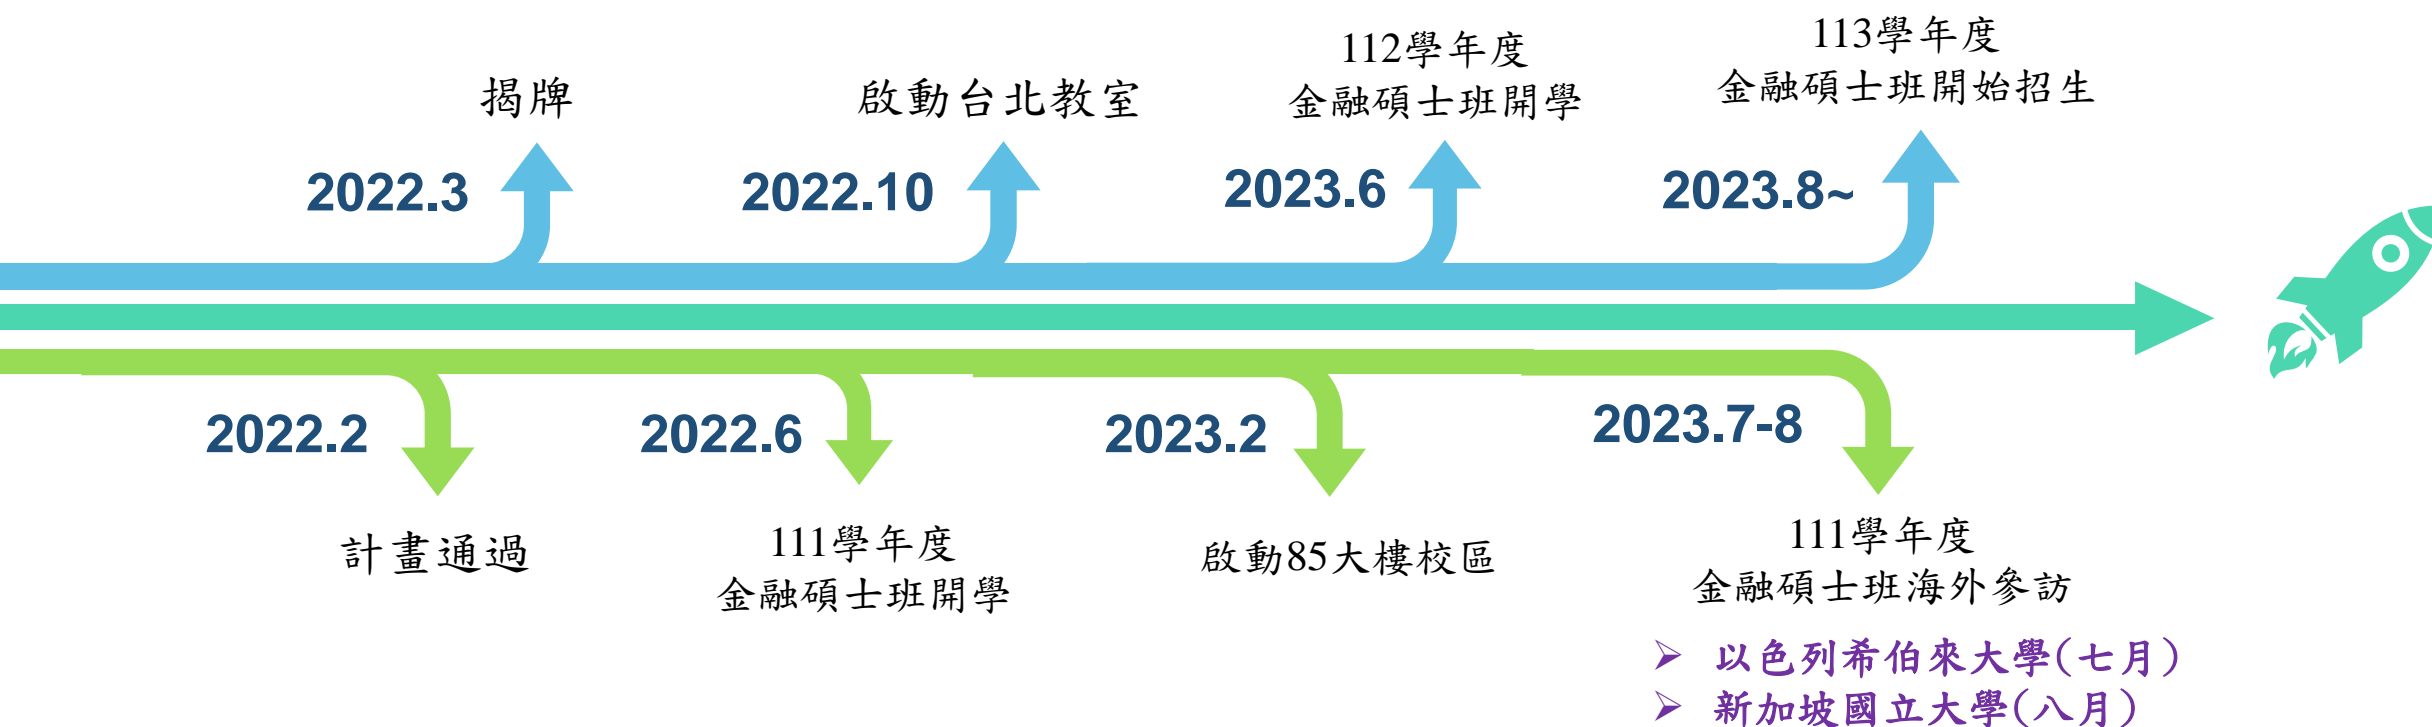 揭牌
2022.3
啟動台北教室
2022.10
112學年度
金融碩士班開學
2023.6
113學年度
金融碩士班開始招生
2023.8~
2022.2
計畫通過
2022.6
111學年度
金融碩士班開學
2023.2
啟動85大樓校區
2023.7-8
111學年度
金融碩士班海外參訪
➢ 以色列希伯來大學(七月)
➢ 新加坡國立大學(八月)